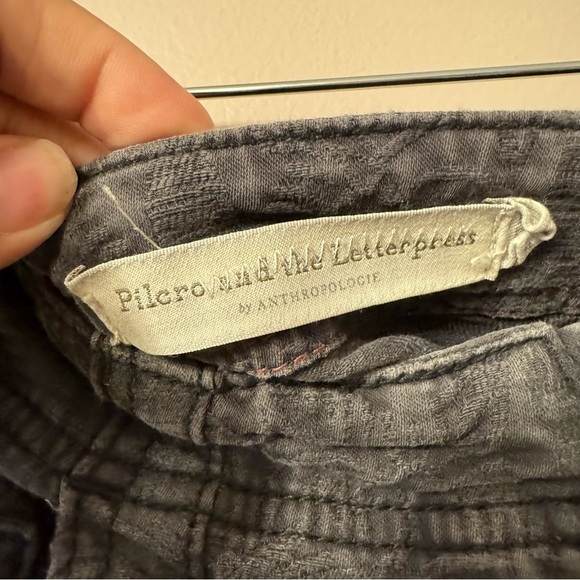 Pilcro and the Letterpress
by ANTHROPOLOGIE